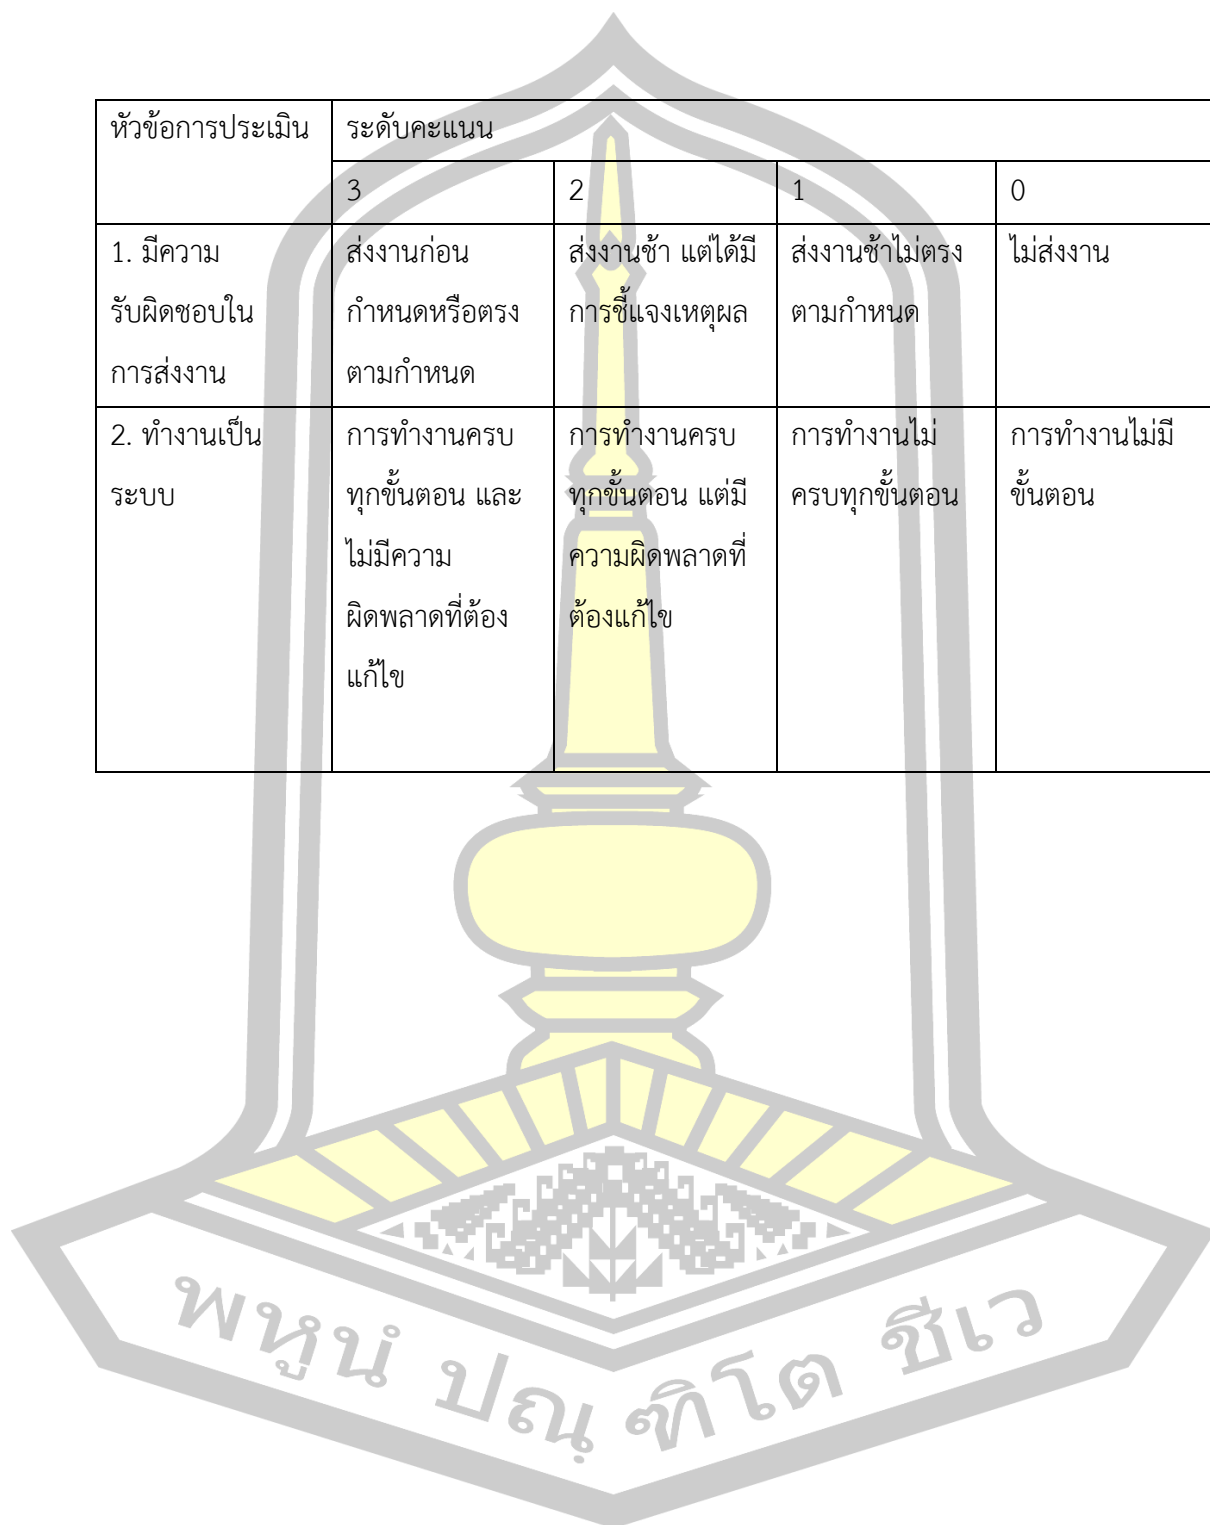 หัวข้อการประเมิน
ระดับคะแนน
3
2
1
0
1. มีความ
รับผิดชอบใน
การส่งงาน
ส่งงานก่อน
กำหนดหรือตรง
ตามกำหนด
ส่งงานช้า แต่ได้มี
การชี้แจงเหตุผล
ส่งงานช้าไม่ตรง
ตามกำหนด
ไม่ส่งงาน
2. ทำงานเป็น
ระบบ
การทำงานครบ
ทุกขั้นตอน และ
ไม่มีความ
ผิดพลาดที่ต้อง
แก้ไข
การทำงานครบ
ทุกขั้นตอน แต่มี
ความผิดพลาดที่
ต้องแก้ไข
การทำงานไม่
ครบทุกขั้นตอน
การทำงานไม่มี
ขั้นตอน
พหูนํ ปณฺฑิโต ชีเว